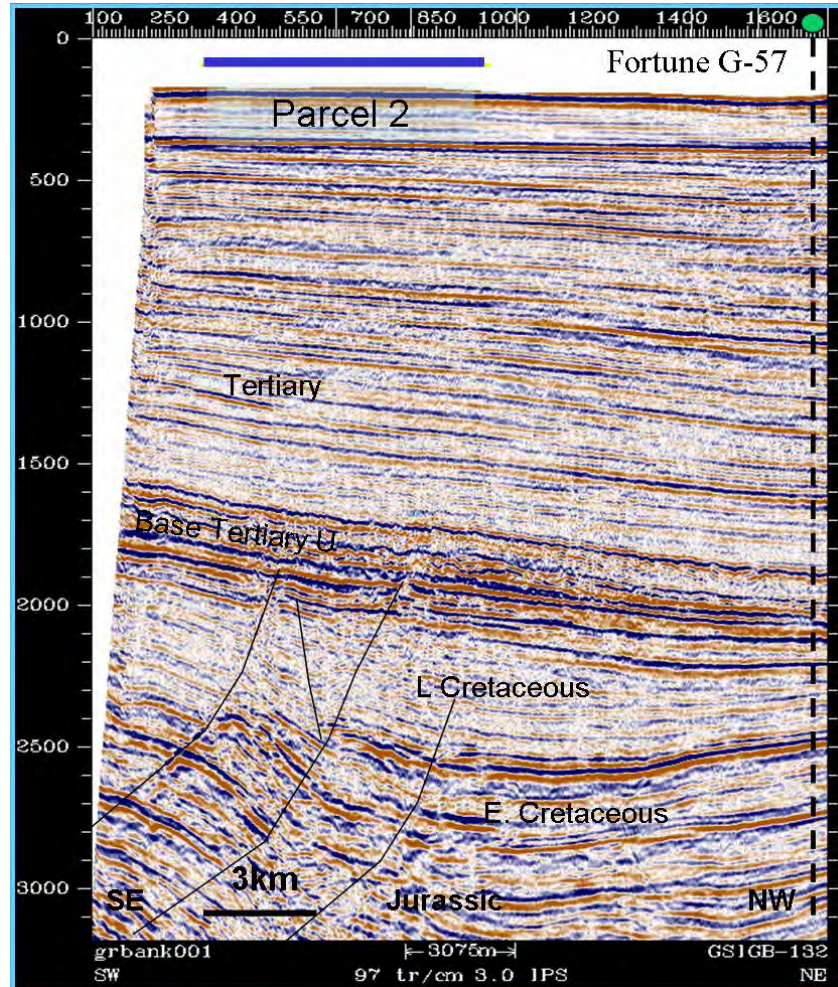 100 250 400 550 700 850 1000 1200 1400 1600
0
Fortune G-57
Parcel 2
500
1000
Tertiary
1500
Base Tertiary U
2000
L Cretaceous
2500
E. Cretaceous
3000
3km
SE
Jurassic
NW
grbank001
3075m
GSIGB-132
SW
97 tr/cm 3.0 IPS
NE